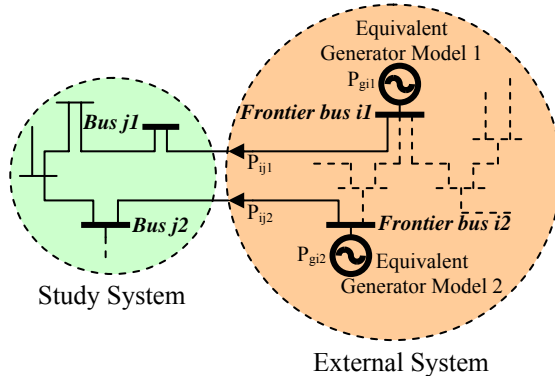 Equivalent
Generator Model 1
P_gi1
Frontier bus i1
Bus j1
P_ij1
P_ij2
Bus j2
Frontier bus i2
P_gi2
Equivalent
Generator Model 2
Study System
External System